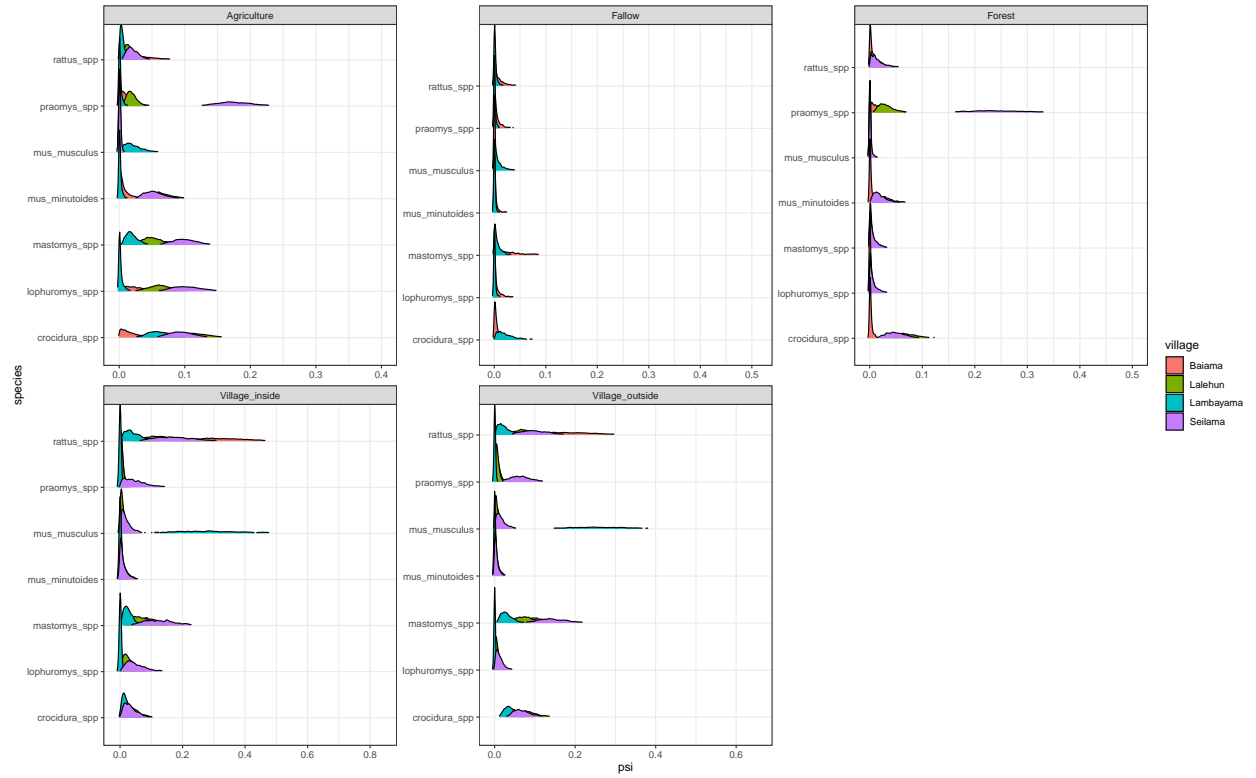 Agriculture
Fallow
Forest
rattus_spp
praomys_spp
mus_musculus
mus_minutoides
mastomys_spp
lophuromys_spp
crocidura_spp
0.0 0.1 0.2 0.3 0.4
rattus_spp
praomys_spp
mus_musculus
mus_minutoides
mastomys_spp
lophuromys_spp
crocidura_spp
0.0 0.1 0.2 0.3 0.4 0.5
rattus_spp
praomys_spp
mus_musculus
mus_minutoides
mastomys_spp
lophuromys_spp
crocidura_spp
0.0 0.1 0.2 0.3 0.4 0.5
species
village
Baiama
Lalehun
Lambayama
Seilama
Village_inside
Village_outside
rattus_spp
praomys_spp
mus_musculus
mus_minutoides
mastomys_spp
lophuromys_spp
crocidura_spp
0.0 0.2 0.4 0.6 0.8
rattus_spp
praomys_spp
mus_musculus
mus_minutoides
mastomys_spp
lophuromys_spp
crocidura_spp
0.0 0.2 0.4 0.6
psi